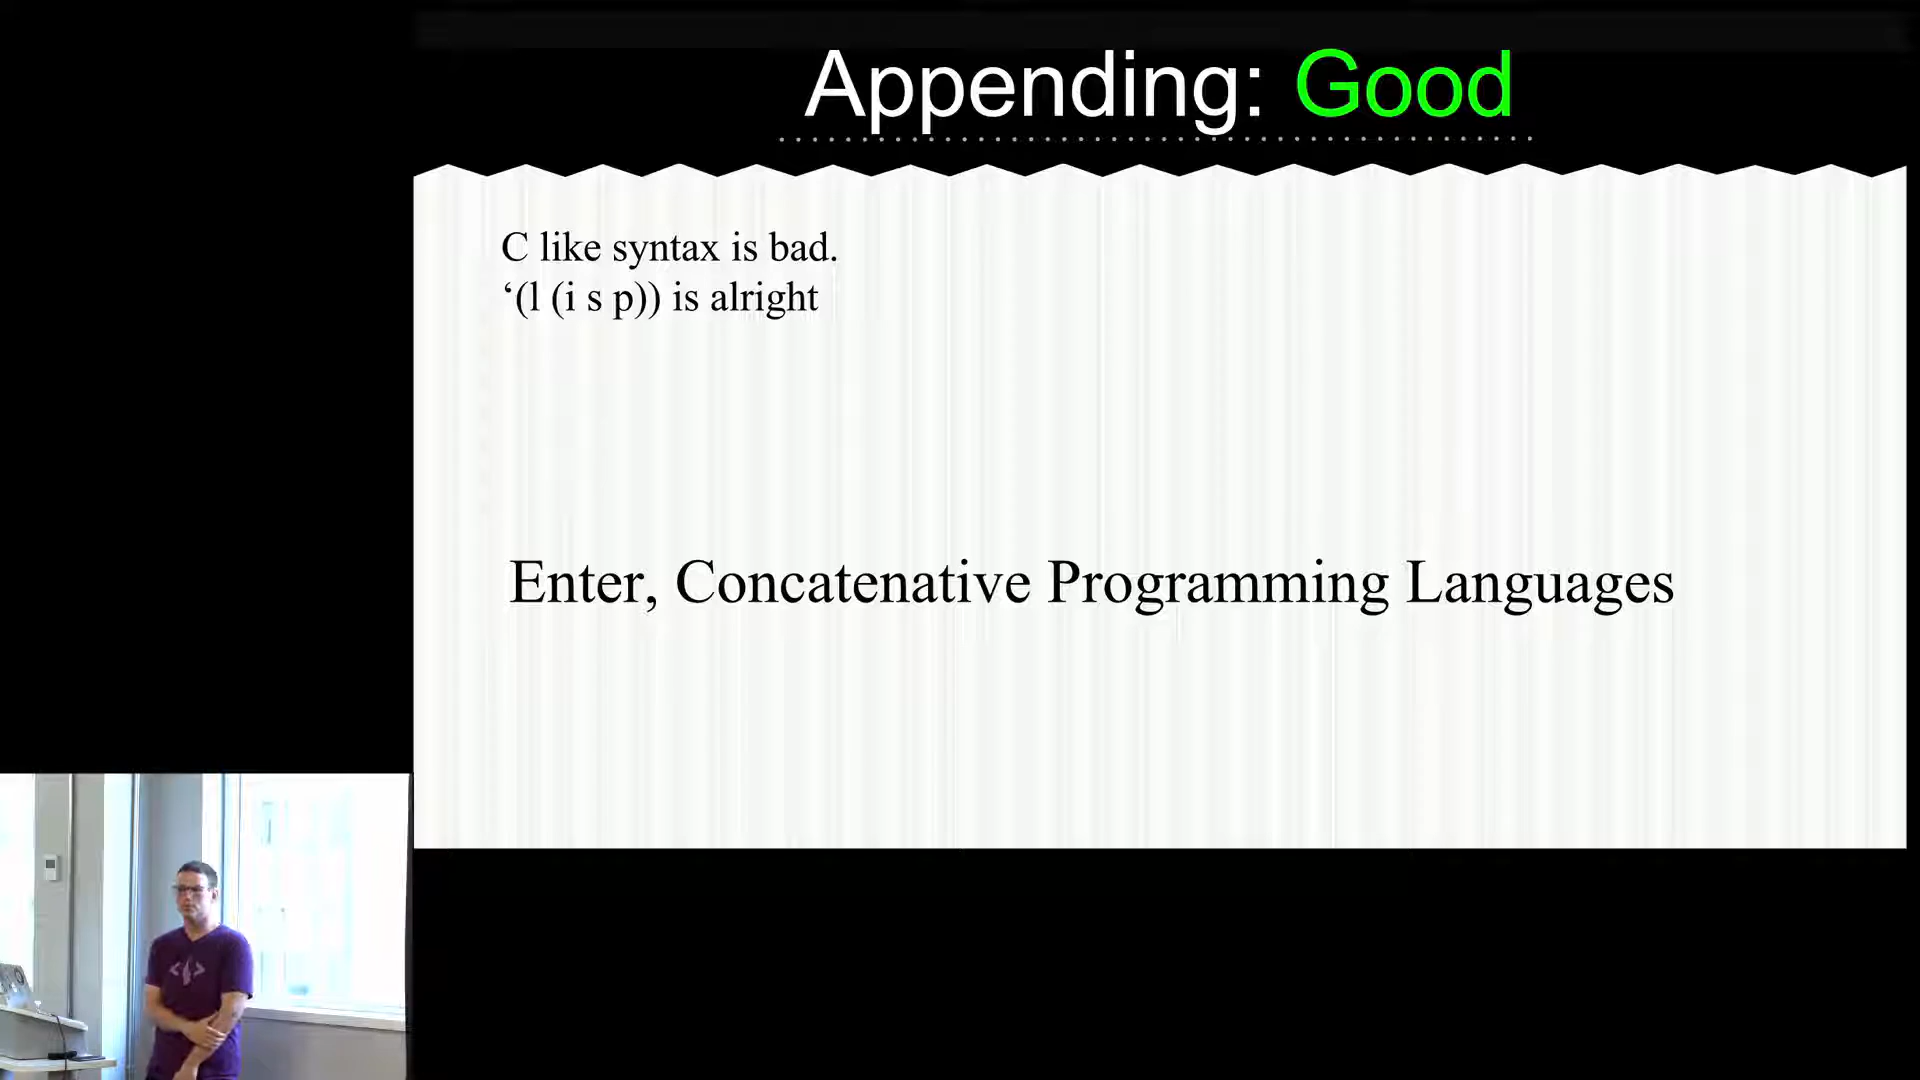 Appending: Good
C like syntax is bad.
‘(l (i s p)) is alright
Enter, Concatenative Programming Languages